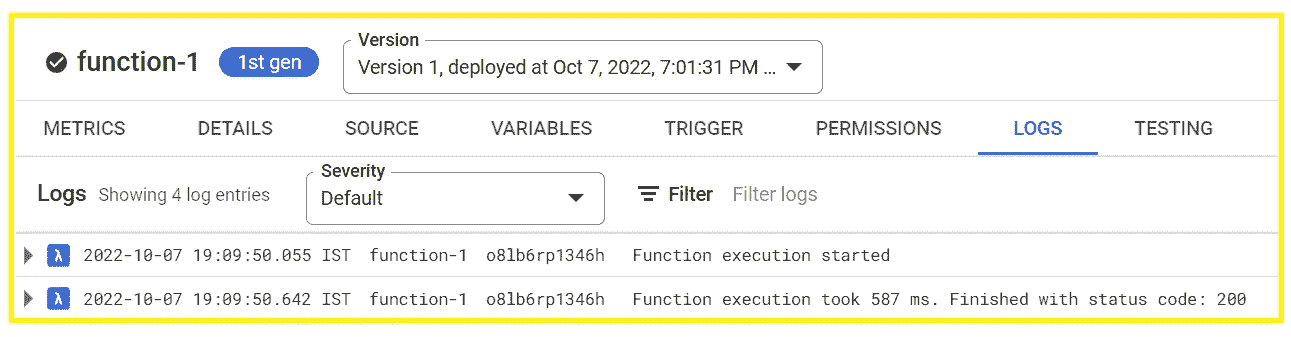 function-1 1st gen Version Version 1, deployed at Oct 7, 2022, 7:01:31 PM ...
METRICS DETAILS SOURCE VARIABLES TRIGGER PERMISSIONS LOGS TESTING
Logs Showing 4 log entries Severity Default Filter Filter logs
λ 2022-10-07 19:09:50.055 IST function-1 o8lb6rp1346h Function execution started
λ 2022-10-07 19:09:50.642 IST function-1 o8lb6rp1346h Function execution took 587 ms. Finished with status code: 200